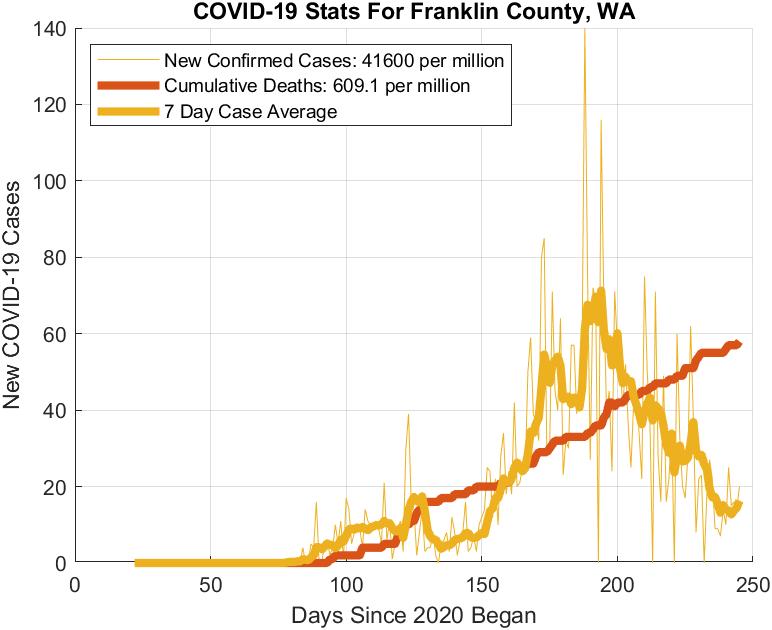 COVID-19 Stats For Franklin County, WA
New Confirmed Cases: 41600 per million
Cumulative Deaths: 609.1 per million
7 Day Case Average
New COVID-19 Cases
140
120
100
80
60
40
20
0
0 50 100 150 200 250
Days Since 2020 Began